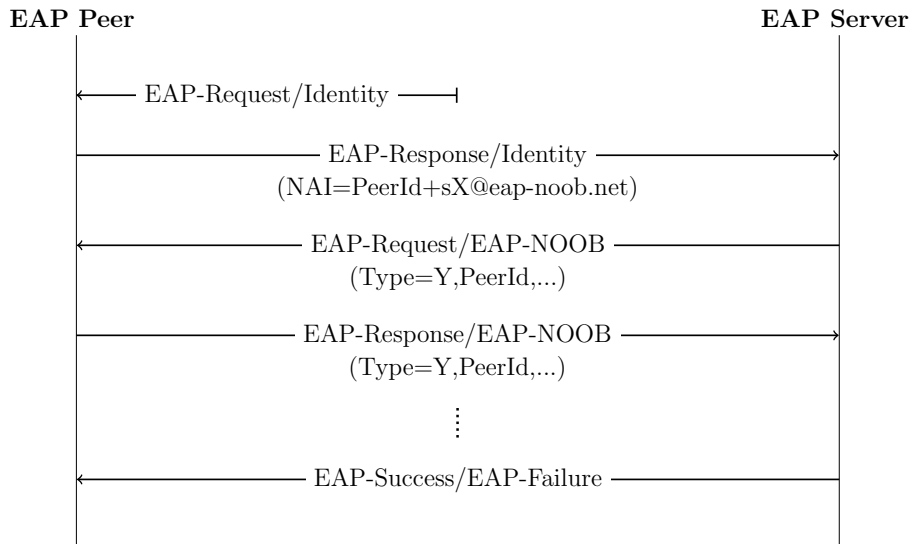 EAP Peer
EAP Server
EAP-Request/Identity
EAP-Response/Identity
(NAI=PeerId+sX@eap-noob.net)
EAP-Request/EAP-NOOB
(Type=Y,PeerId,...)
EAP-Response/EAP-NOOB
(Type=Y,PeerId,...)
EAP-Success/EAP-Failure